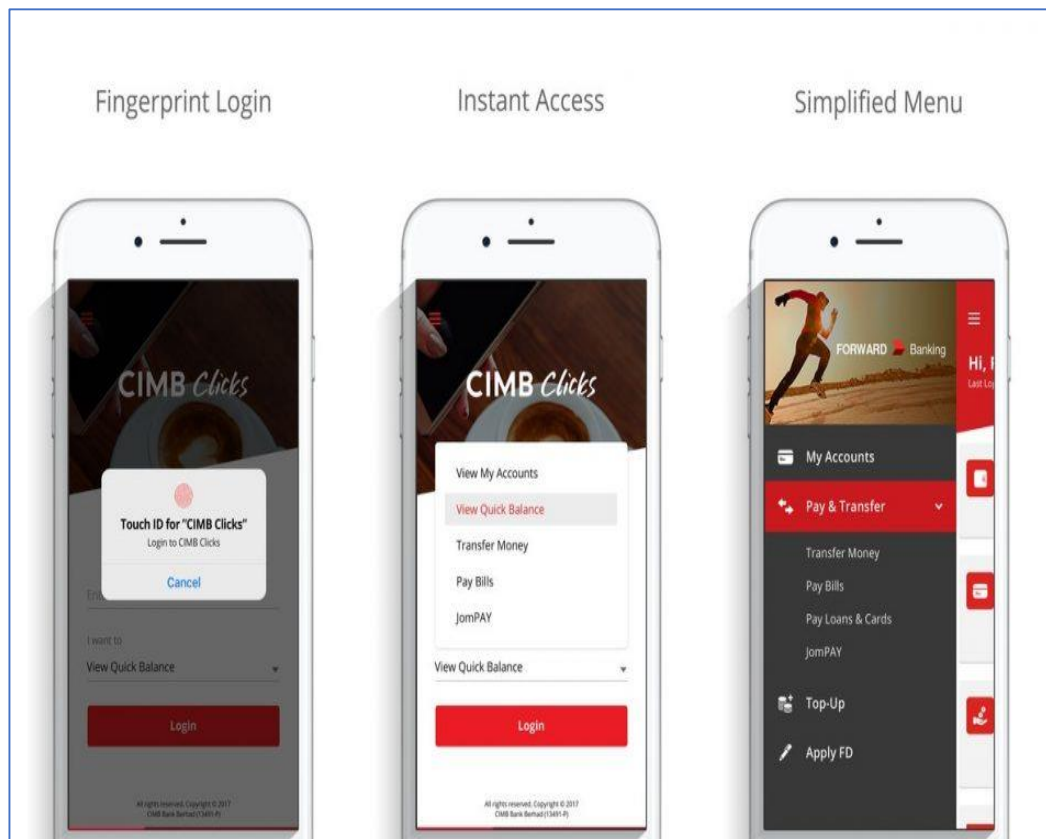 Fingerprint Login
Instant Access
Simplified Menu
CIMB Clicks
Touch ID for "CIMB Clicks"
Login to CIMB Clicks
Cancel
I want to
View Quick Balance
Login
All rights reserved. Copyright © 2017
CIMB Bank Berhad (13491-P)
CIMB Clicks
View My Accounts
View Quick Balance
Transfer Money
Pay Bills
JomPAY
View Quick Balance
Login
All rights reserved. Copyright © 2017
CIMB Bank Berhad (13491-P)
FORWARD Banking
My Accounts
Pay & Transfer
Transfer Money
Pay Bills
Pay Loans & Cards
JomPAY
Top-Up
Apply FD
Hi,
Last